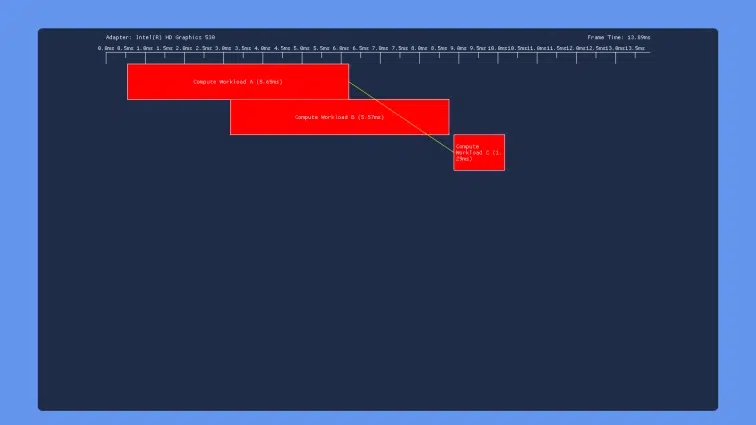 Adapter: Intel(R) HD Graphics 530 Frame Time: 13.89ms
0.0ms 0.5ms 1.0ms 1.5ms 2.0ms 2.5ms 3.0ms 3.5ms 4.0ms 4.5ms 5.0ms 5.5ms 6.0ms 6.5ms 7.0ms 7.5ms 8.0ms 8.5ms 9.0ms 9.5ms 10.0ms 10.5ms 11.0ms 11.5ms 12.0ms 12.5ms 13.0ms 13.5ms
Compute Workload A (5.65ms)
Compute Workload B (5.57ms)
Compute
Workload C (1.
29ms)